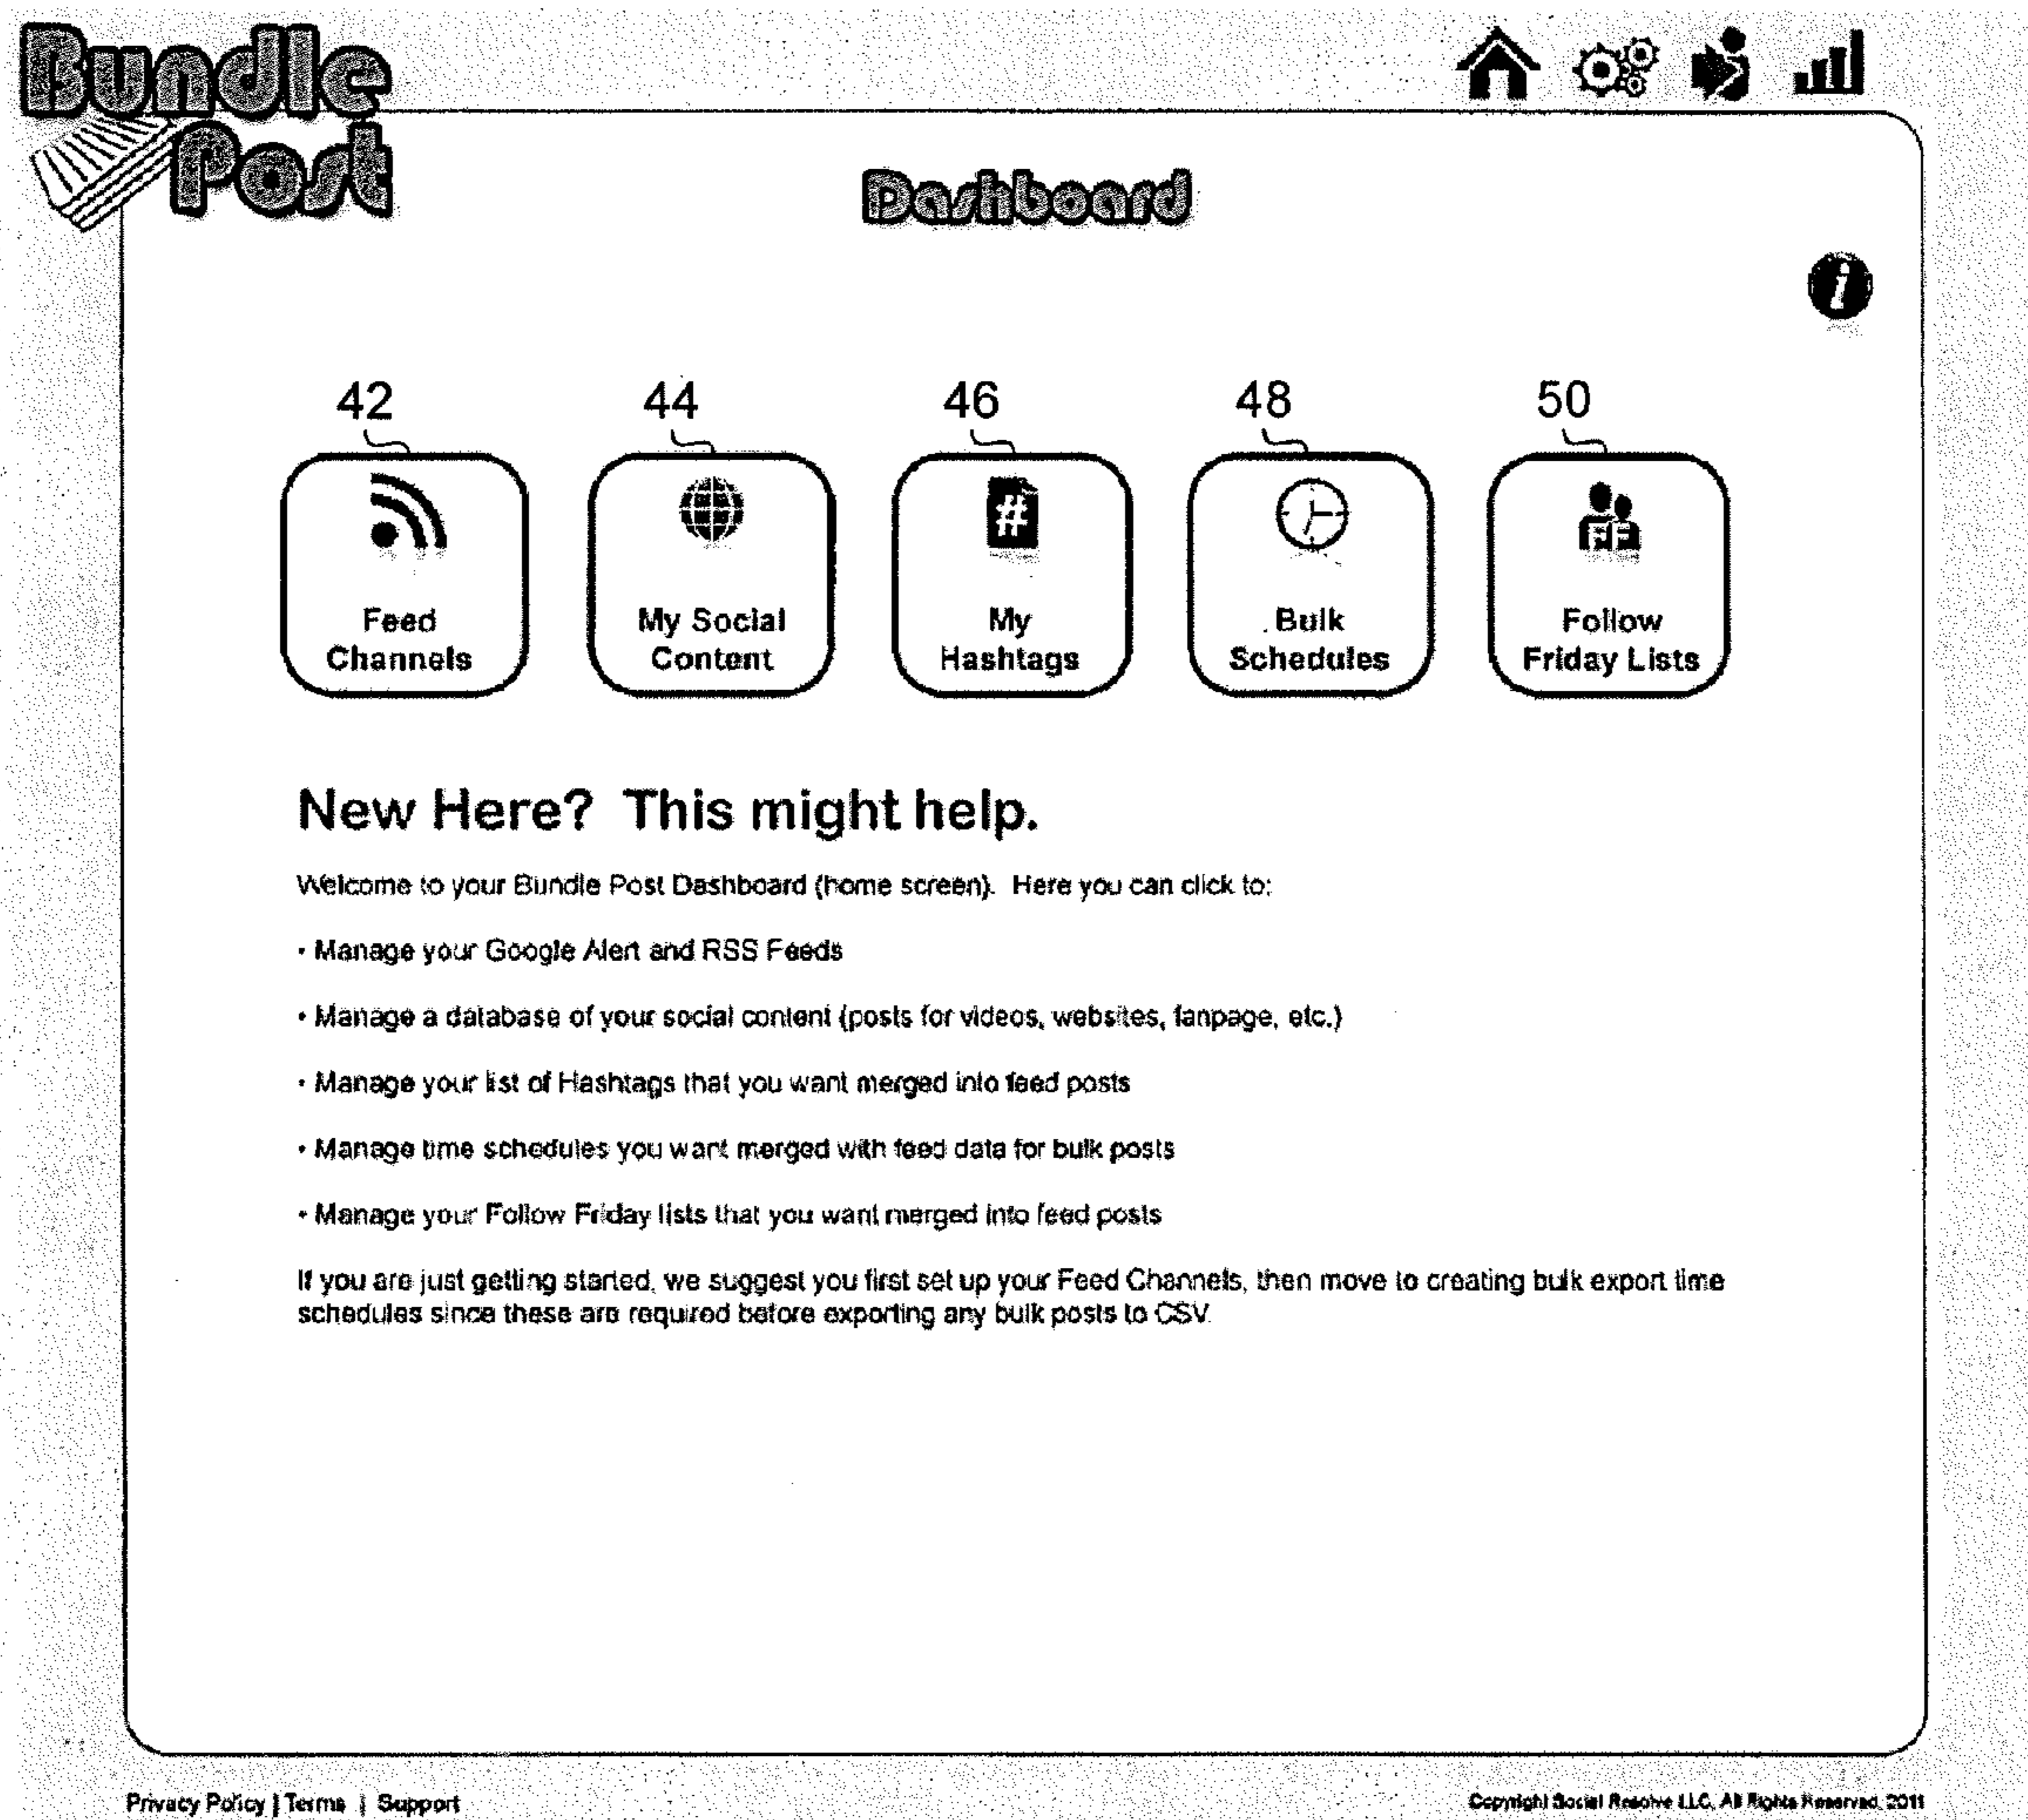 Bundle
Post
Dashboard
i
42 44 46 48 50
#
FF
Feed My Social My Bulk Follow
Channels Content Hashtags Schedules Friday Lists
New Here? This might help.
Welcome to your Bundle Post Dashboard (home screen). Here you can click to:
• Manage your Google Alert and RSS Feeds
• Manage a database of your social content (posts for videos, websites, fanpage, etc.)
• Manage your list of Hashtags that you want merged into feed posts
• Manage time schedules you want merged with feed data for bulk posts
• Manage your Follow Friday lists that you want merged into feed posts
If you are just getting started, we suggest you first set up your Feed Channels, then move to creating bulk export time
schedules since these are required before exporting any bulk posts to CSV.
Privacy Policy | Terms | Support
Copyright Social Resolve LLC, All Rights Reserved, 2011